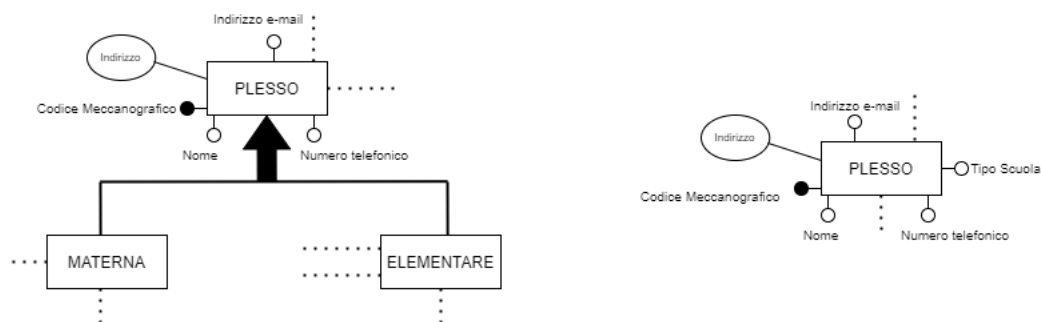 Indirizzo e-mail
Indirizzo
PLESSO
Codice Meccanografico
Nome
Numero telefonico
MATERNA
ELEMENTARE
Indirizzo e-mail
Indirizzo
PLESSO
Tipo Scuola
Codice Meccanografico
Nome
Numero telefonico